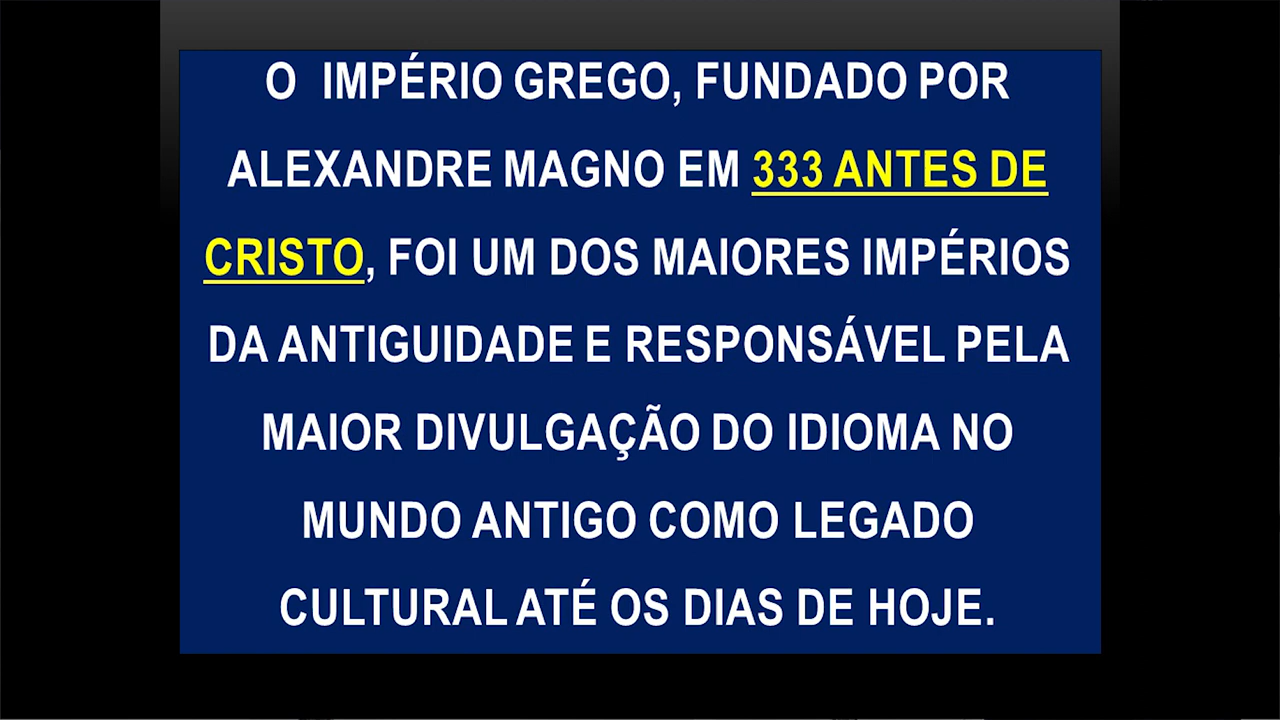 O  IMPÉRIO GREGO, FUNDADO POR
ALEXANDRE MAGNO EM 333 ANTES DE
CRISTO, FOI UM DOS MAIORES IMPÉRIOS
DA ANTIGUIDADE E RESPONSÁVEL PELA
MAIOR DIVULGAÇÃO DO IDIOMA NO
MUNDO ANTIGO COMO LEGADO
CULTURAL ATÉ OS DIAS DE HOJE.